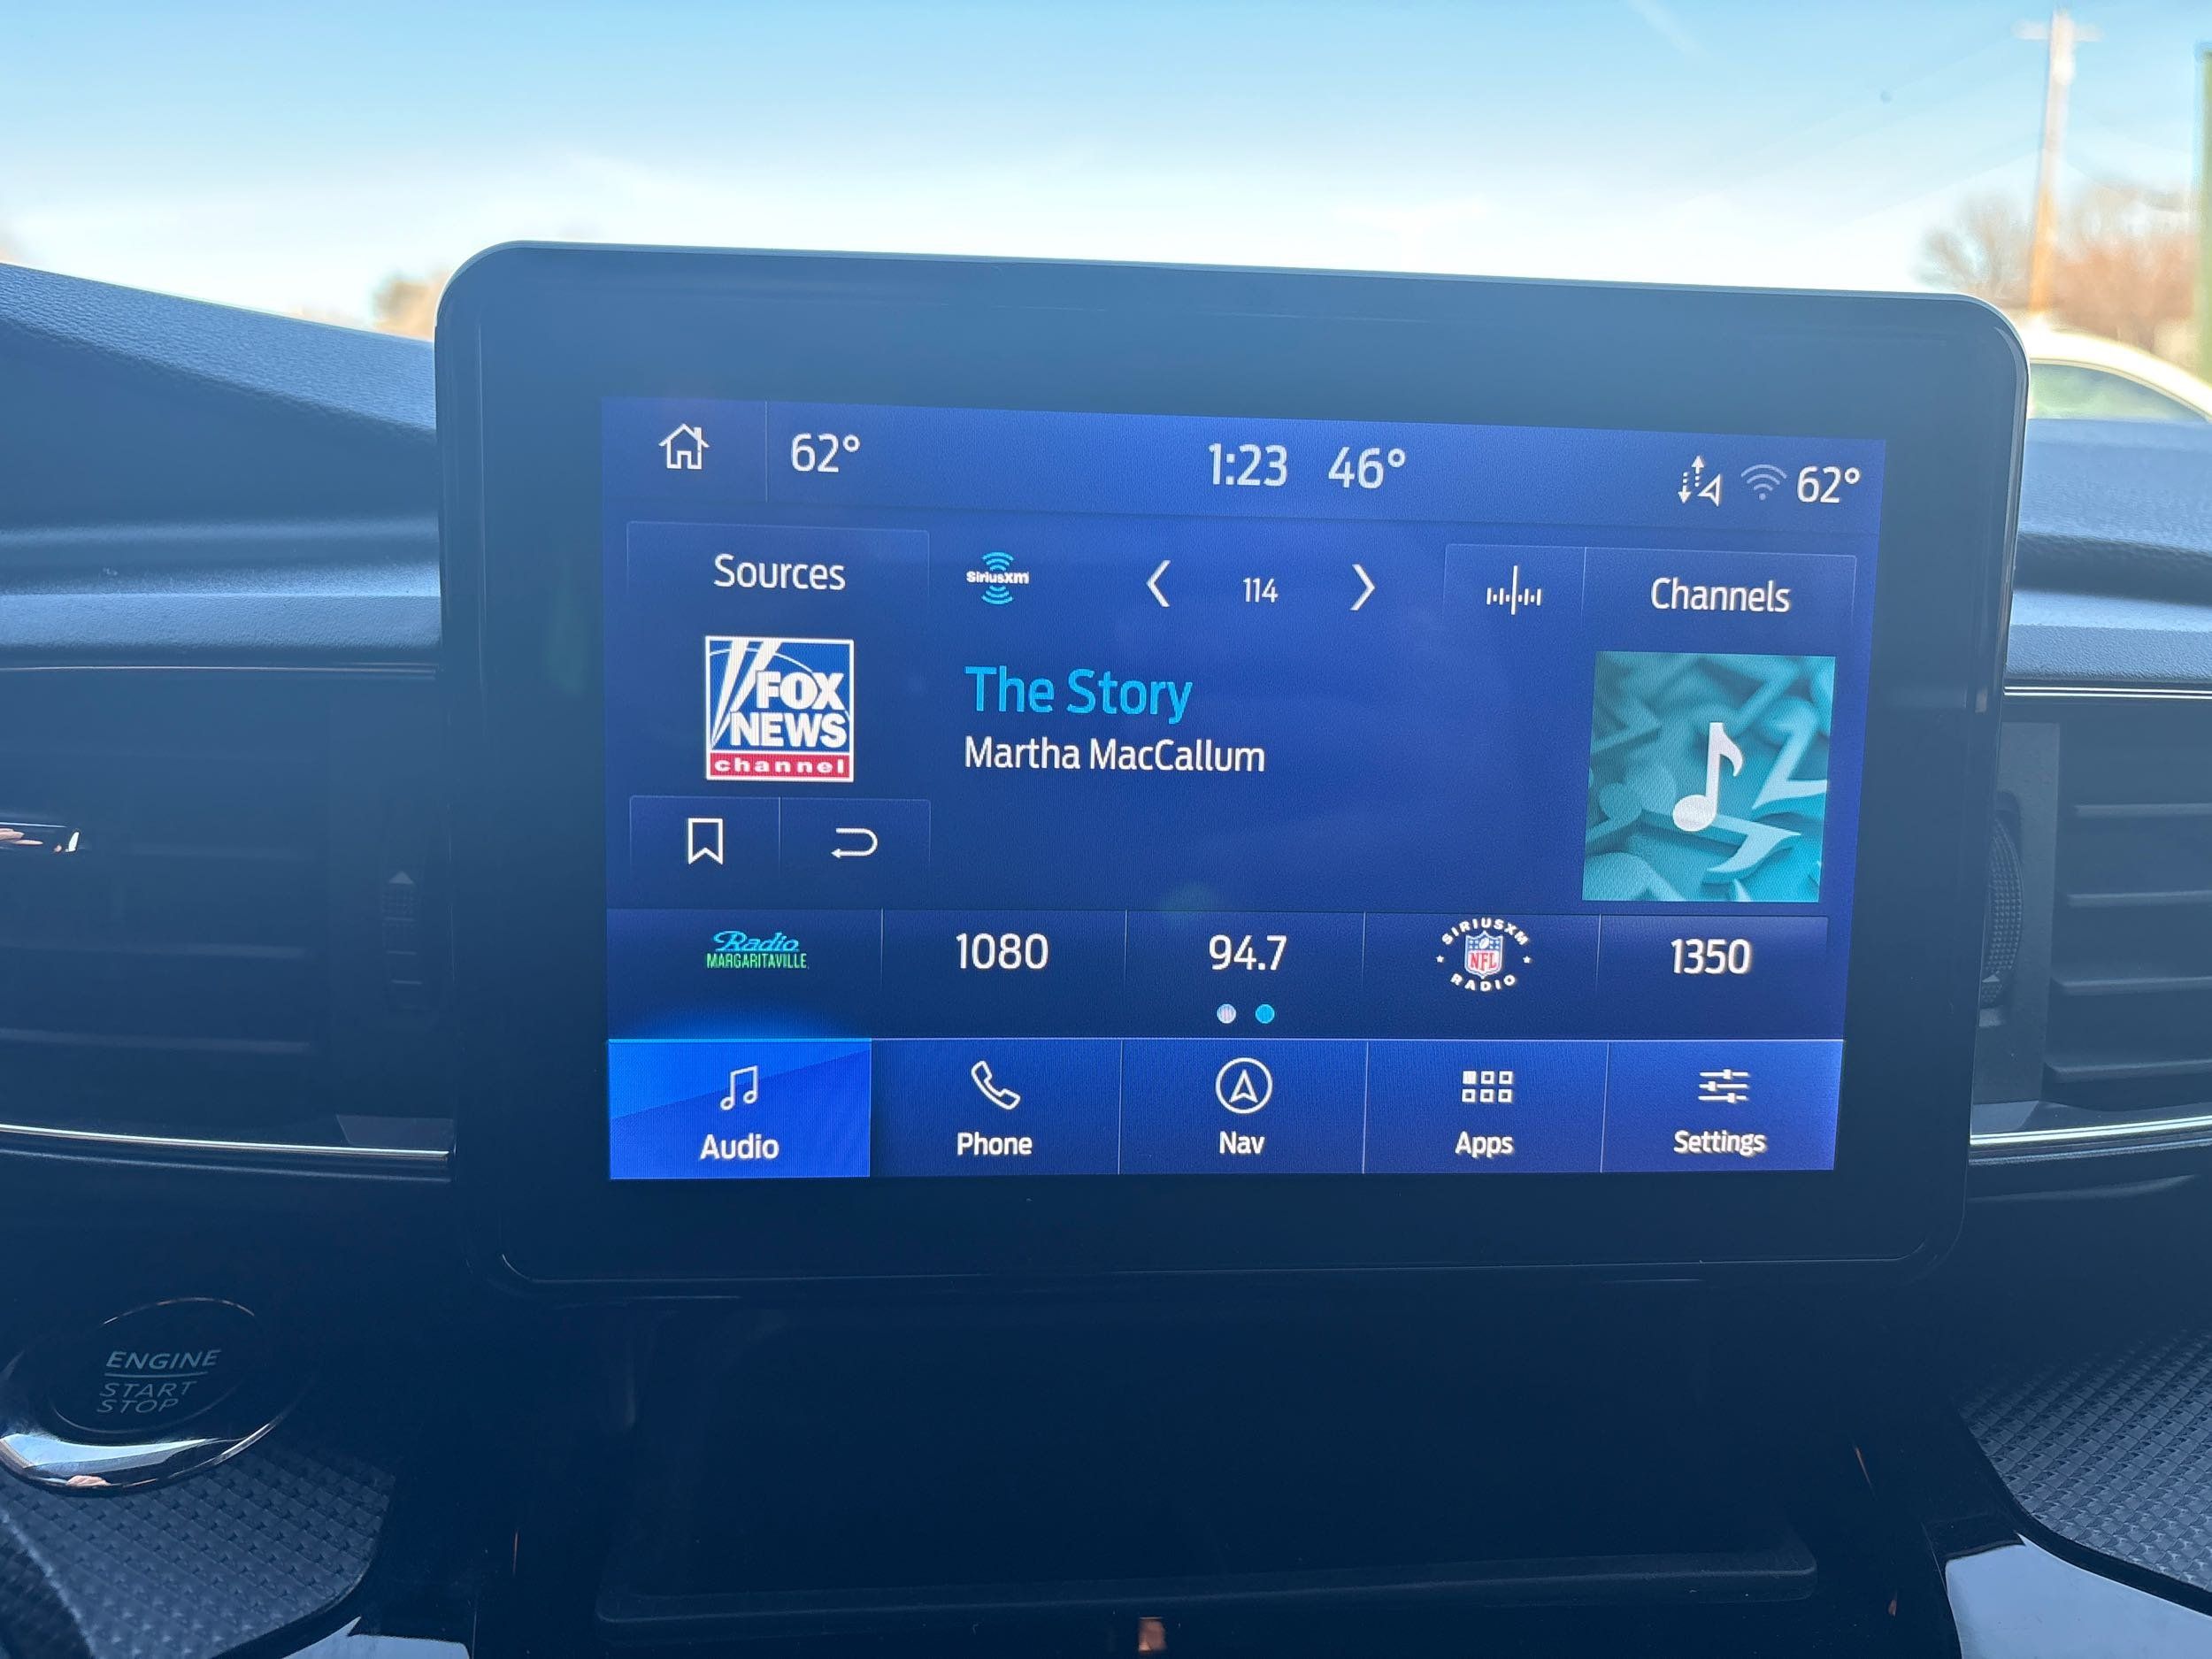 62°
1:23 46°
62°
Sources
SiriusXM
114
Channels
FOX
NEWS
channel
The Story
Martha MacCallum
Radio
MARGARITAVILLE
1080
94.7
SIRIUSXM
NFL
RADIO
1350
Audio
Phone
Nav
Apps
Settings
ENGINE
START
STOP